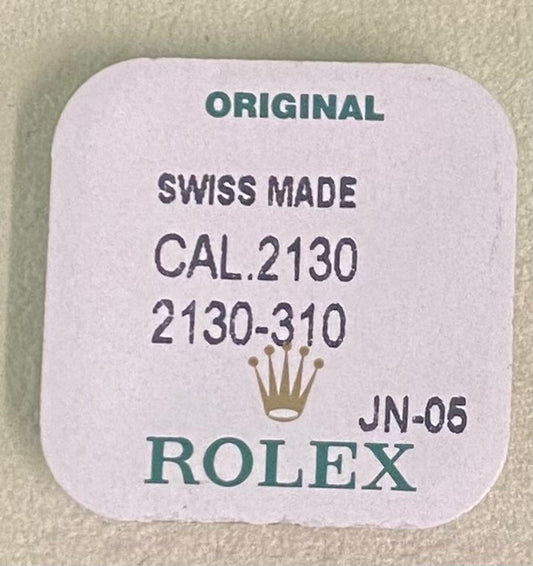 ORIGINAL
SWISS MADE
CAL.2130
2130-310
JN-05
ROLEX